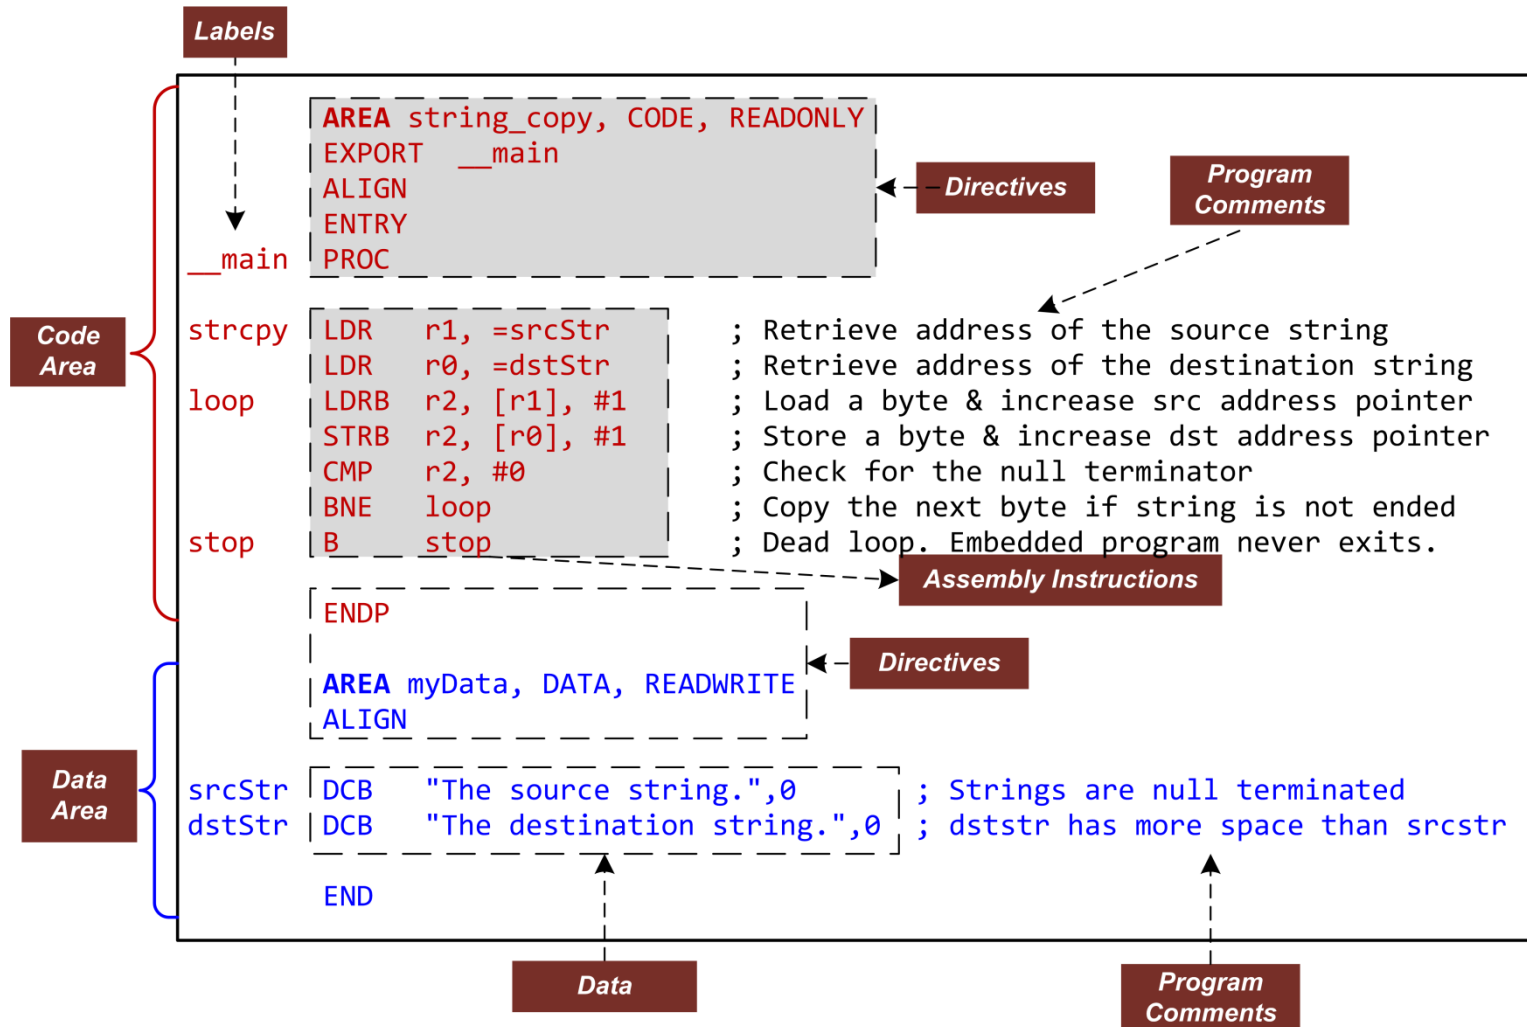 Labels
AREA string_copy, CODE, READONLY
EXPORT __main
ALIGN
Directives
Program
Comments
ENTRY
__main PROC
Code
Area
strcpy LDR r1, =srcStr ; Retrieve address of the source string
LDR r0, =dstStr ; Retrieve address of the destination string
loop LDRB r2, [r1], #1 ; Load a byte & increase src address pointer
STRB r2, [r0], #1 ; Store a byte & increase dst address pointer
CMP r2, #0 ; Check for the null terminator
BNE loop ; Copy the next byte if string is not ended
stop B stop ; Dead loop. Embedded program never exits.
Assembly Instructions
ENDP
Directives
AREA myData, DATA, READWRITE
ALIGN
Data
Area
srcStr DCB "The source string.",0 ; Strings are null terminated
dstStr DCB "The destination string.",0 ; dststr has more space than srcstr
END
Data
Program
Comments